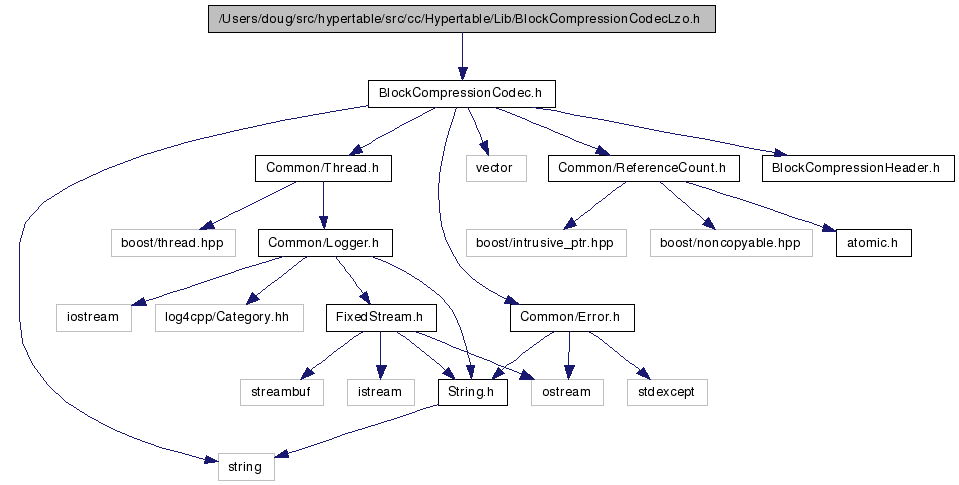 /Users/doug/src/hypertable/src/cc/Hypertable/Lib/BlockCompressionCodecLzo.h
BlockCompressionCodec.h
Common/Thread.h
vector
Common/ReferenceCount.h
BlockCompressionHeader.h
boost/thread.hpp
Common/Logger.h
boost/intrusive_ptr.hpp
boost/noncopyable.hpp
atomic.h
iostream
log4cpp/Category.hh
FixedStream.h
Common/Error.h
streambuf
istream
String.h
ostream
stdexcept
string